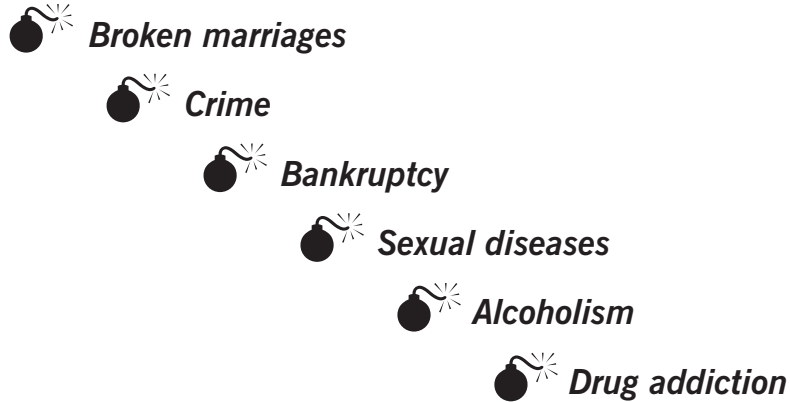 Broken marriages
Crime
Bankruptcy
Sexual diseases
Alcoholism
Drug addiction